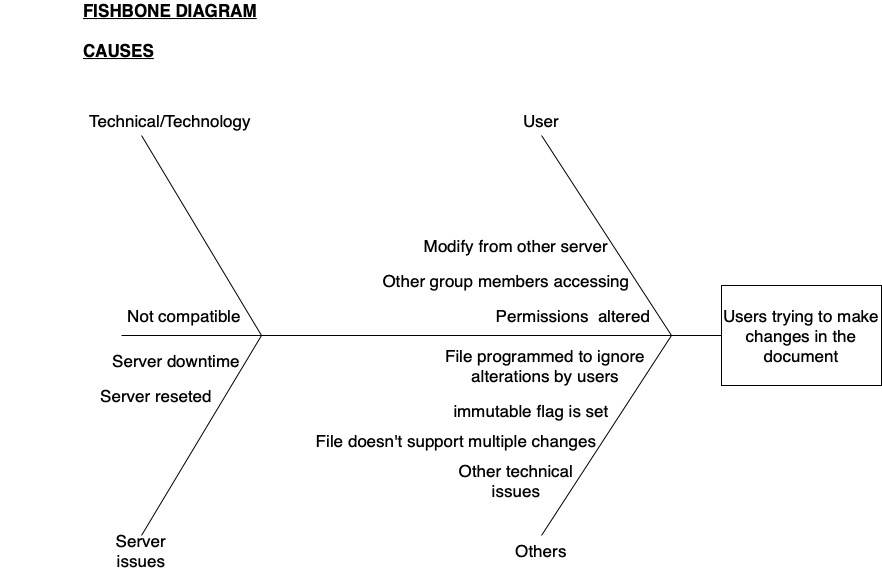 FISHBONE DIAGRAM
CAUSES
Technical/Technology
User
Modify from other server
Other group members accessing
Not compatible
Permissions altered
Users trying to make
changes in the
document
Server downtime
Server reseted
File programmed to ignore
alterations by users
immutable flag is set
File doesn't support multiple changes
Other technical
issues
Server
issues
Others